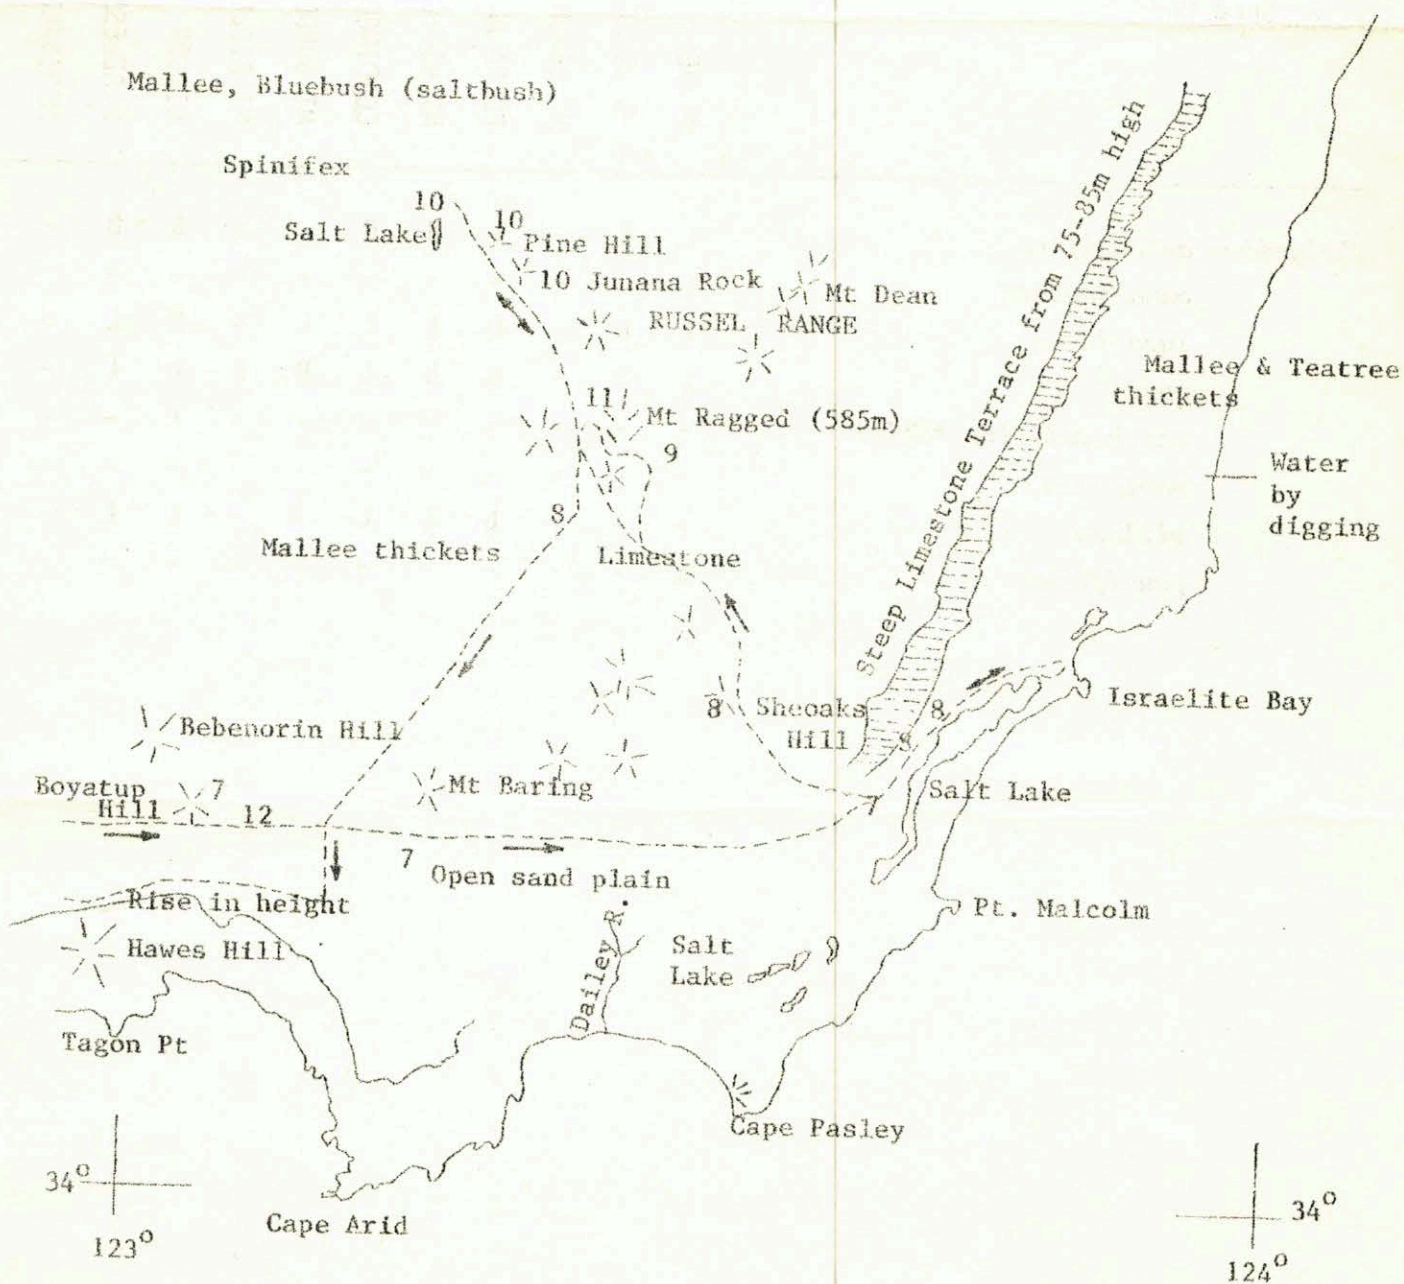 Mallee, Bluebush (saltbush)
Spinifex
10
Salt Lake
10
Pine Hill
10 Junana Rock
Mt Dean
RUSSEL RANGE
Steep Limestone Terrace from 75-85m high
Mallee & Teatree
thickets
11
Mt Ragged (585m)
9
Water
by
digging
8
Mallee thickets
Limestone
Israelite Bay
8
Sheoaks
Hill
8
8
Bebenorin Hill
Boyatup
Hill
7
12
Mt Baring
Salt Lake
7
7
Open sand plain
Rise in height
Hawes Hill
Dailey R.
Salt
Lake
Pt. Malcolm
Tagon Pt
Cape Pasley
34°
123°
Cape Arid
34°
124°